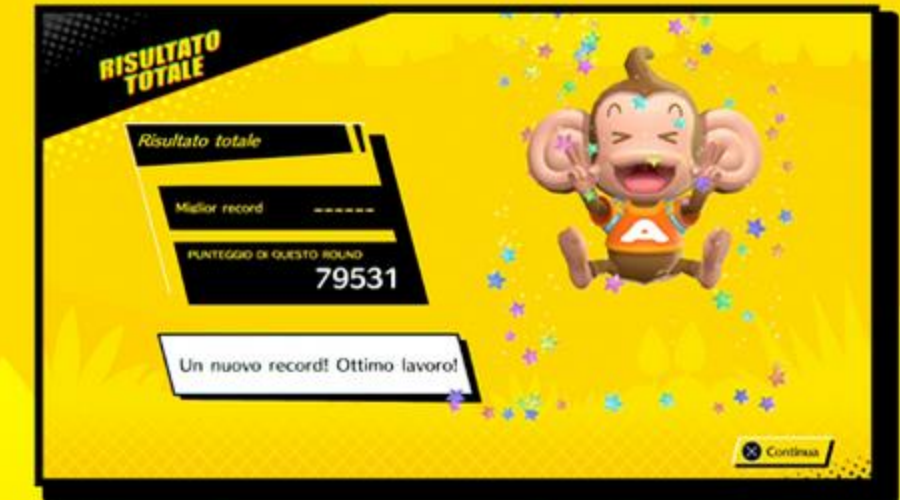 RISULTATO
TOTALE
Risultato totale
Miglior record ------
PUNTEGGIO DI QUESTO ROUND
79531
Un nuovo record! Ottimo lavoro!
A
Continua